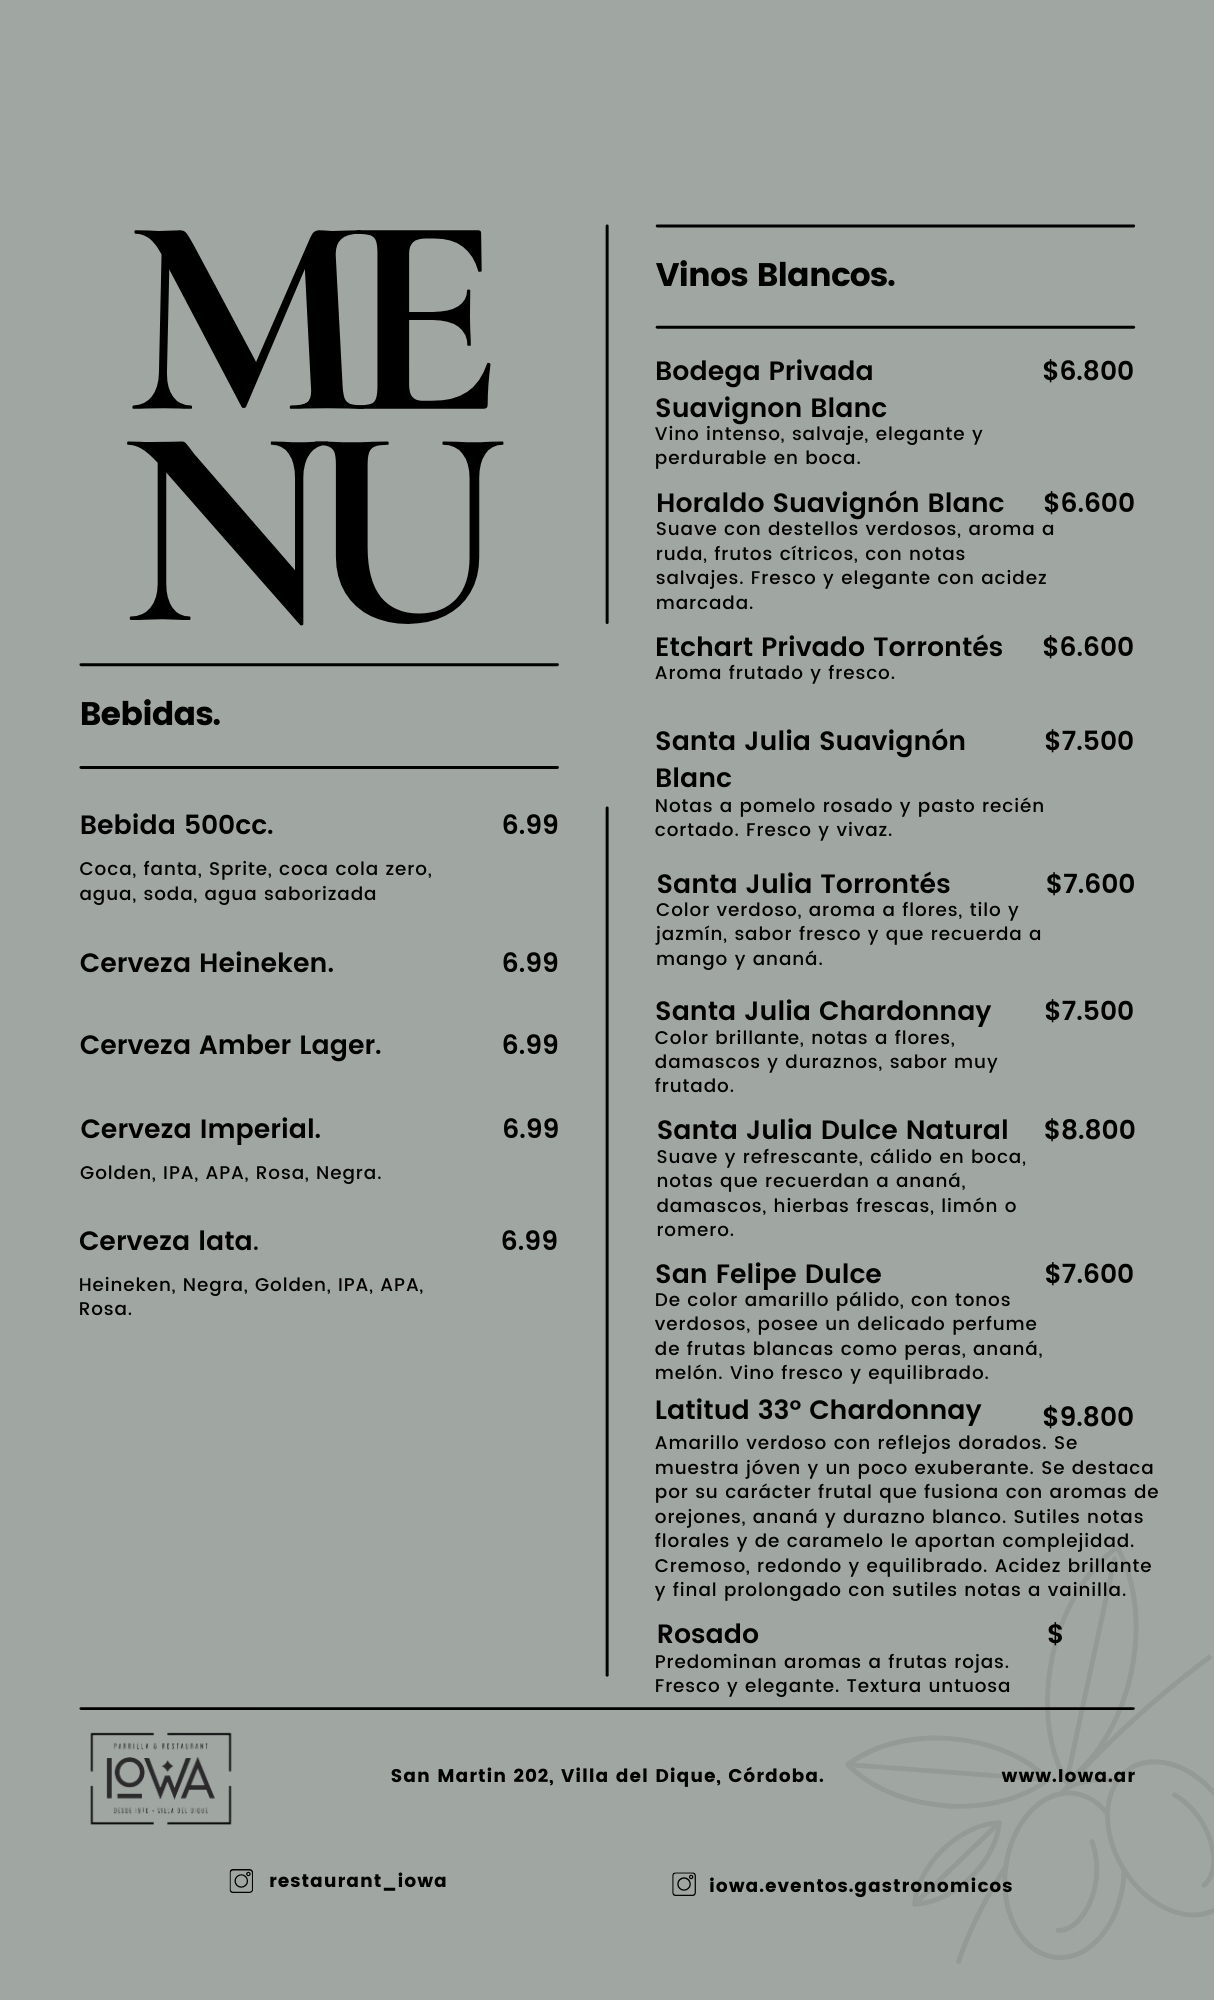 ME
NU
Bebidas.
Bebida 500cc. 6.99
Coca, fanta, Sprite, coca cola zero,
agua, soda, agua saborizada
Cerveza Heineken. 6.99
Cerveza Amber Lager. 6.99
Cerveza Imperial. 6.99
Golden, IPA, APA, Rosa, Negra.
Cerveza lata. 6.99
Heineken, Negra, Golden, IPA, APA,
Rosa.
Vinos Blancos.
Bodega Privada $6.800
Suavignon Blanc
Vino intenso, salvaje, elegante y
perdurable en boca.
Horaldo Suavignón Blanc $6.600
Suave con destellos verdosos, aroma a
ruda, frutos cítricos, con notas
salvajes. Fresco y elegante con acidez
marcada.
Etchart Privado Torrontés $6.600
Aroma frutado y fresco.
Santa Julia Suavignón $7.500
Blanc
Notas a pomelo rosado y pasto recién
cortado. Fresco y vivaz.
Santa Julia Torrontés $7.600
Color verdoso, aroma a flores, tilo y
jazmín, sabor fresco y que recuerda a
mango y ananá.
Santa Julia Chardonnay $7.500
Color brillante, notas a flores,
damascos y duraznos, sabor muy
frutado.
Santa Julia Dulce Natural $8.800
Suave y refrescante, cálido en boca,
notas que recuerdan a ananá,
damascos, hierbas frescas, limón o
romero.
San Felipe Dulce $7.600
De color amarillo pálido, con tonos
verdosos, posee un delicado perfume
de frutas blancas como peras, ananá,
melón. Vino fresco y equilibrado.
Latitud 33º Chardonnay $9.800
Amarillo verdoso con reflejos dorados. Se
muestra jóven y un poco exuberante. Se destaca
por su carácter frutal que fusiona con aromas de
orejones, ananá y durazno blanco. Sutiles notas
florales y de caramelo le aportan complejidad.
Cremoso, redondo y equilibrado. Acidez brillante
y final prolongado con sutiles notas a vainilla.
Rosado $
Predominan aromas a frutas rojas.
Fresco y elegante. Textura untuosa
PARRILLA & RESTAURANT
IOWA
VILLA DEL DIQUE
San Martin 202, Villa del Dique, Córdoba.
www.Iowa.ar
restaurant_iowa
iowa.eventos.gastronomicos